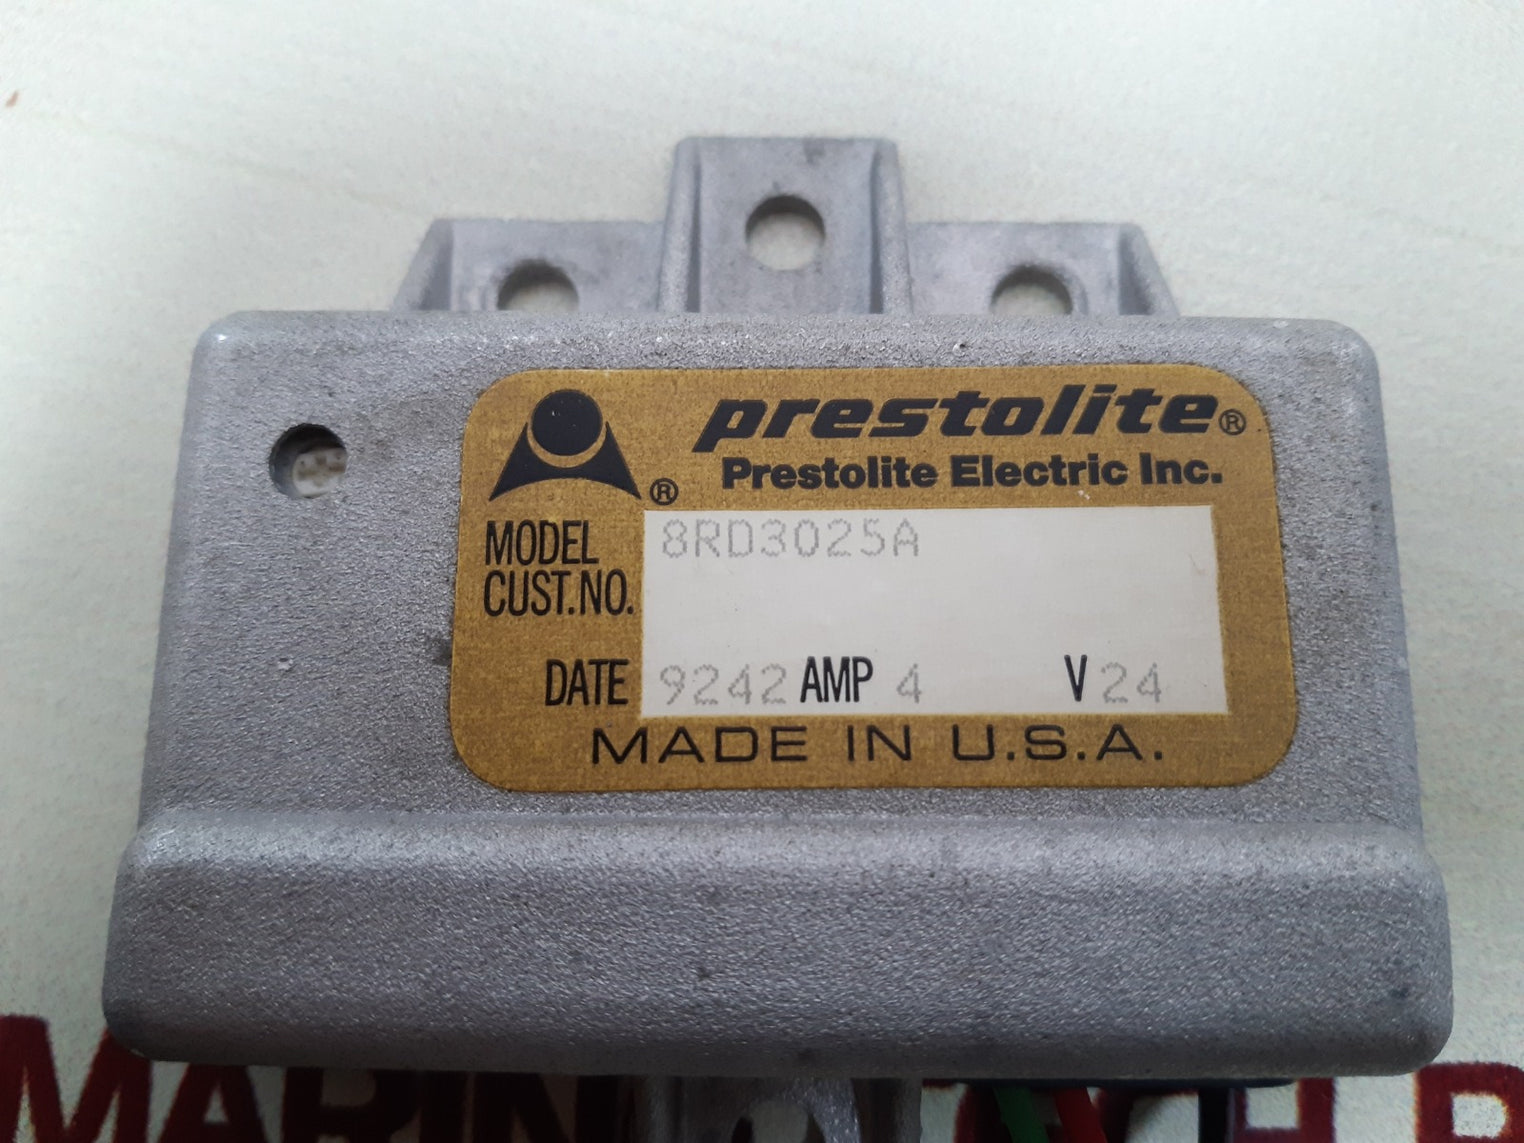 prestolite®
®
Prestolite Electric Inc.
MODEL 8RD3025A
CUST.NO.
DATE 9242 AMP 4 V 24
MADE IN U.S.A.